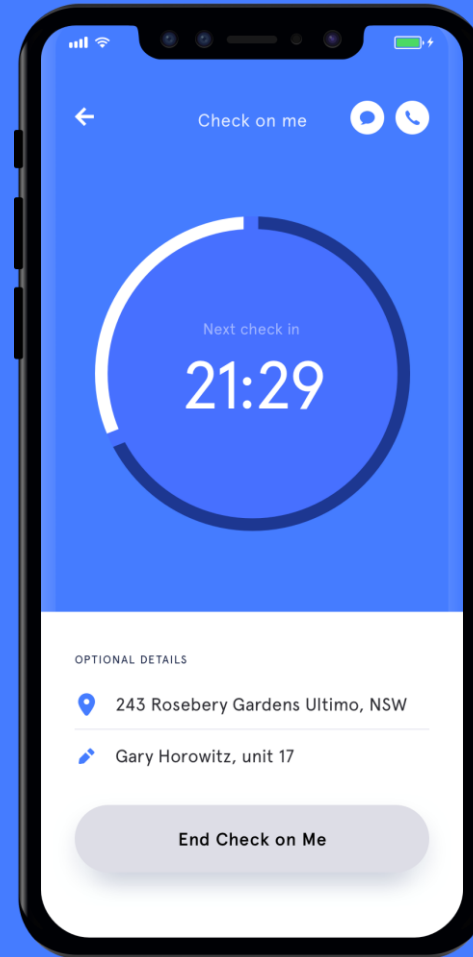 Check on me
Next check in
21:29
OPTIONAL DETAILS
243 Rosebery Gardens Ultimo, NSW
Gary Horowitz, unit 17
End Check on Me